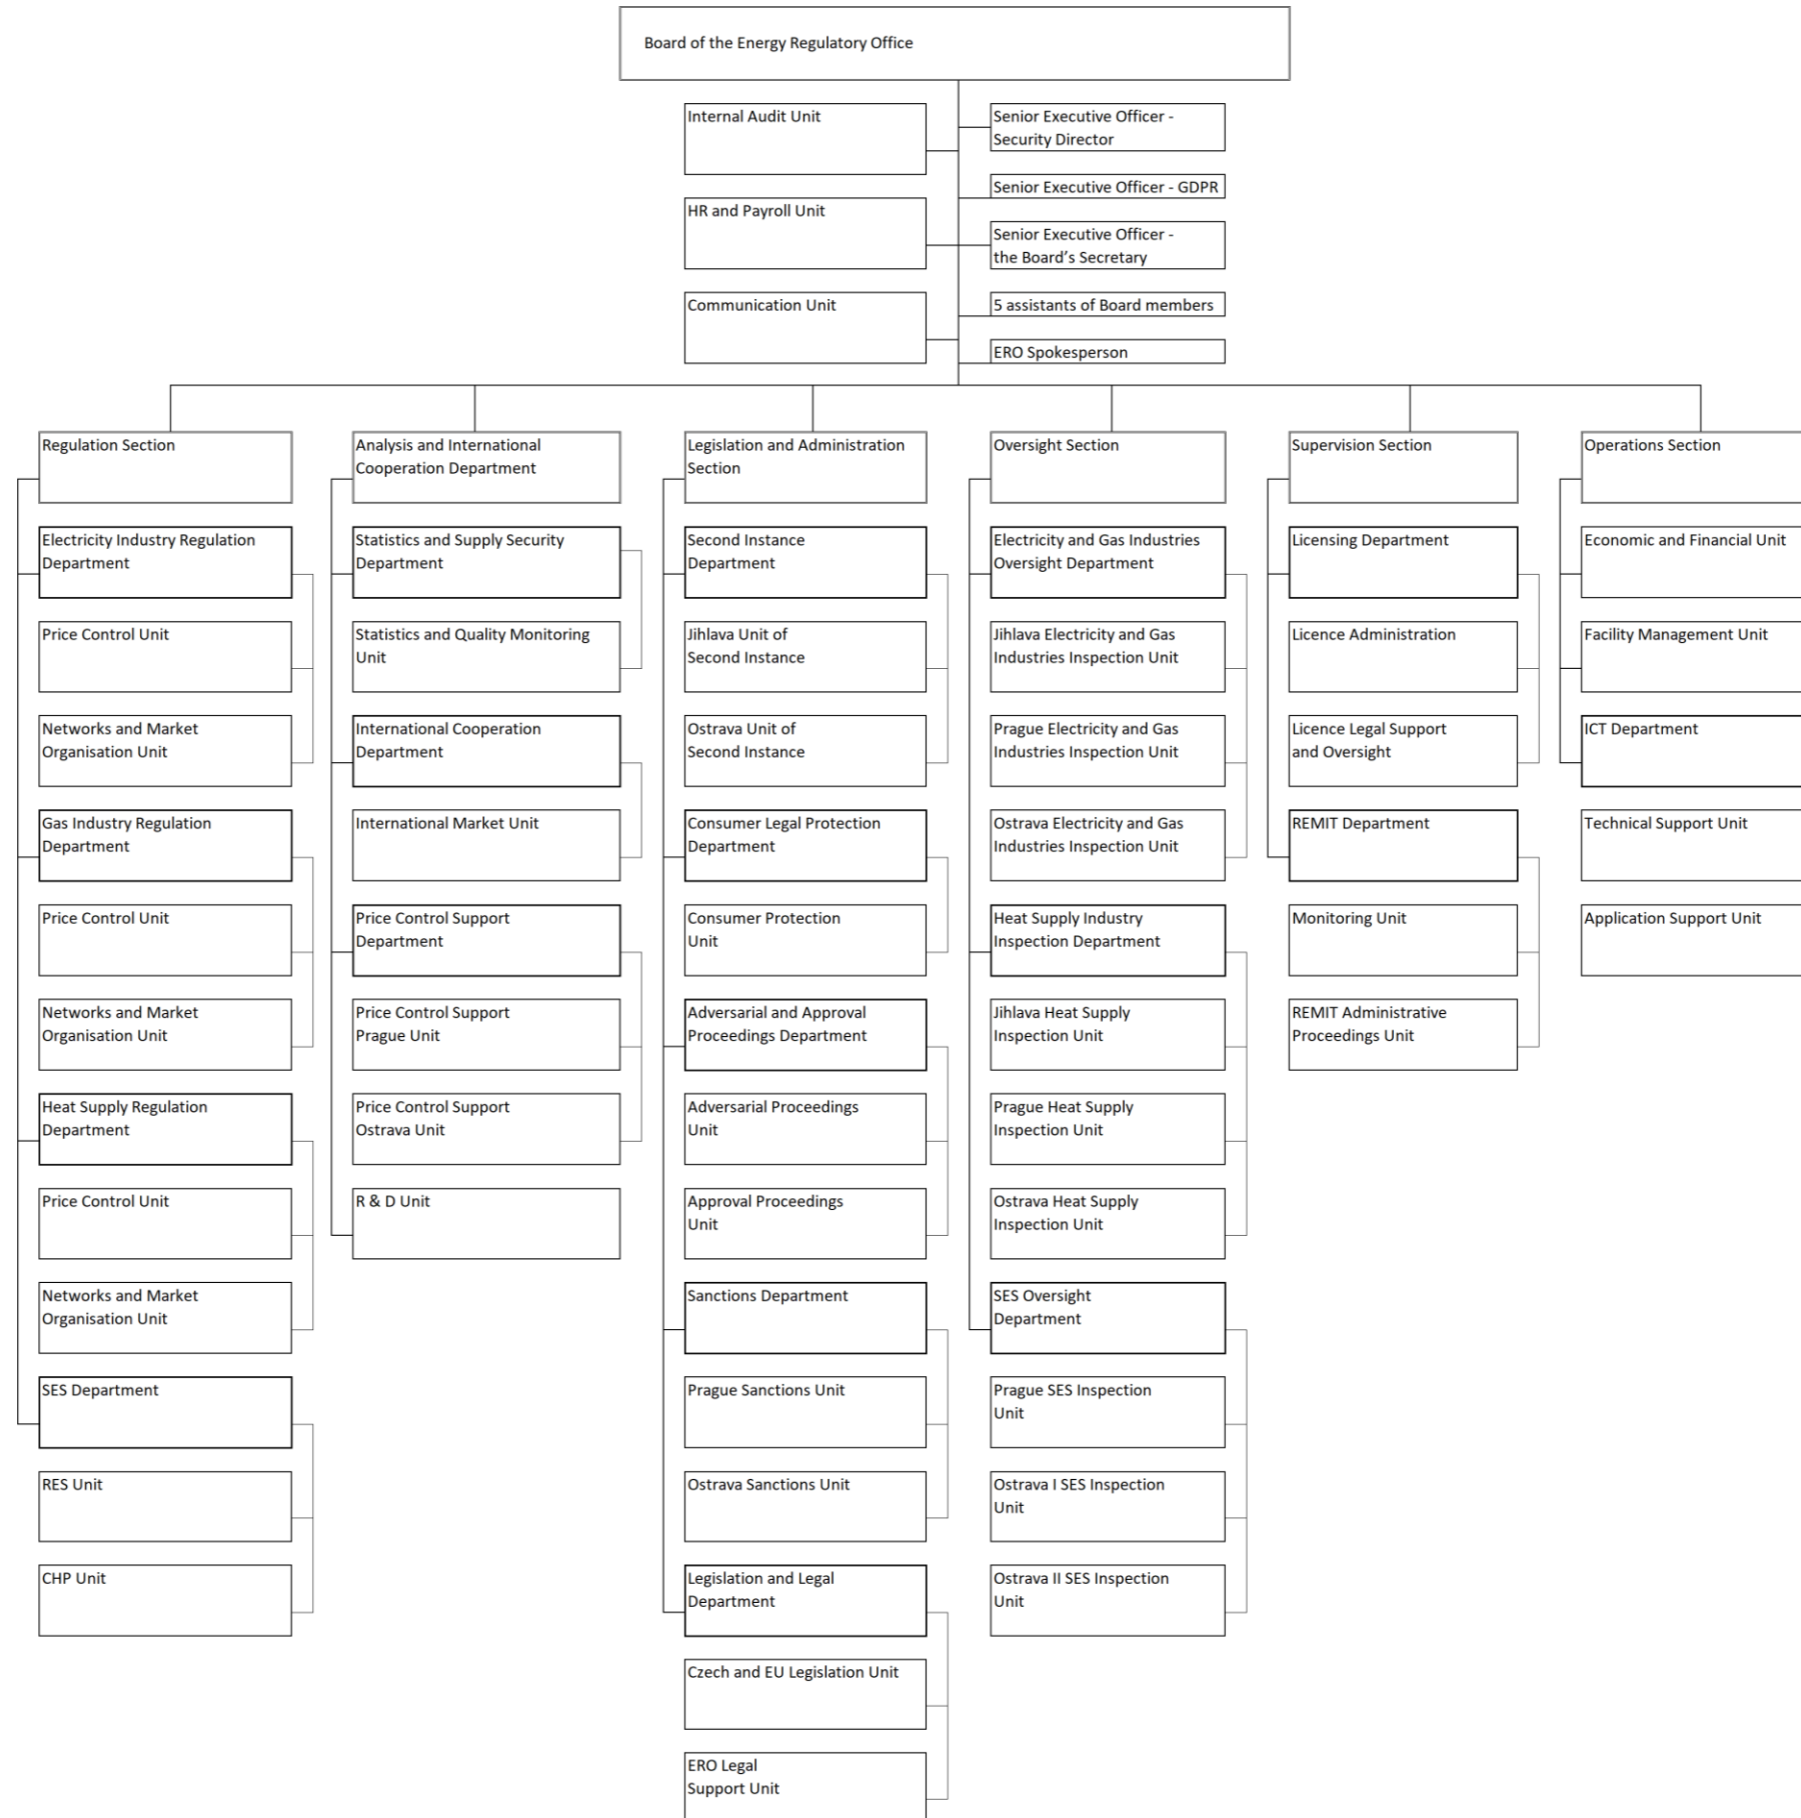 Board of the Energy Regulatory Office
Internal Audit Unit
HR and Payroll Unit
Communication Unit
Senior Executive Officer -
Security Director
Senior Executive Officer - GDPR
Senior Executive Officer -
the Board’s Secretary
5 assistants of Board members
ERO Spokesperson
Regulation Section
Electricity Industry Regulation
Department
Price Control Unit
Networks and Market
Organisation Unit
Gas Industry Regulation
Department
Price Control Unit
Networks and Market
Organisation Unit
Heat Supply Regulation
Department
Price Control Unit
Networks and Market
Organisation Unit
SES Department
RES Unit
CHP Unit
Analysis and International
Cooperation Department
Statistics and Supply Security
Department
Statistics and Quality Monitoring
Unit
International Cooperation
Department
International Market Unit
Price Control Support
Department
Price Control Support
Prague Unit
Price Control Support
Ostrava Unit
R & D Unit
Legislation and Administration
Section
Second Instance
Department
Jihlava Unit of
Second Instance
Ostrava Unit of
Second Instance
Consumer Legal Protection
Department
Consumer Protection
Unit
Adversarial and Approval
Proceedings Department
Adversarial Proceedings
Unit
Approval Proceedings
Unit
Sanctions Department
Prague Sanctions Unit
Ostrava Sanctions Unit
Legislation and Legal
Department
Czech and EU Legislation Unit
ERO Legal
Support Unit
Oversight Section
Electricity and Gas Industries
Oversight Department
Jihlava Electricity and Gas
Industries Inspection Unit
Prague Electricity and Gas
Industries Inspection Unit
Ostrava Electricity and Gas
Industries Inspection Unit
Heat Supply Industry
Inspection Department
Jihlava Heat Supply
Inspection Unit
Prague Heat Supply
Inspection Unit
Ostrava Heat Supply
Inspection Unit
SES Oversight
Department
Prague SES Inspection
Unit
Ostrava I SES Inspection
Unit
Ostrava II SES Inspection
Unit
Supervision Section
Licensing Department
Licence Administration
Licence Legal Support
and Oversight
REMIT Department
Monitoring Unit
REMIT Administrative
Proceedings Unit
Operations Section
Economic and Financial Unit
Facility Management Unit
ICT Department
Technical Support Unit
Application Support Unit